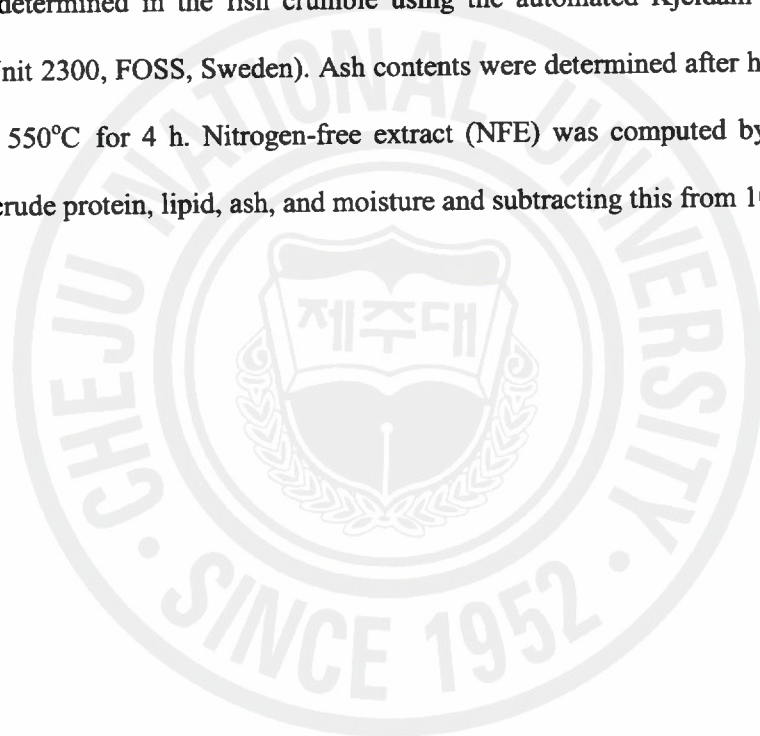 determined in the fish crumble using the automated Kjeldahl
Unit 2300, FOSS, Sweden). Ash contents were determined after h
550°C for 4 h. Nitrogen-free extract (NFE) was computed by
crude protein, lipid, ash, and moisture and subtracting this from 1
CHEJU NATIONAL UNIVERSITY
제주대
SINCE 1952